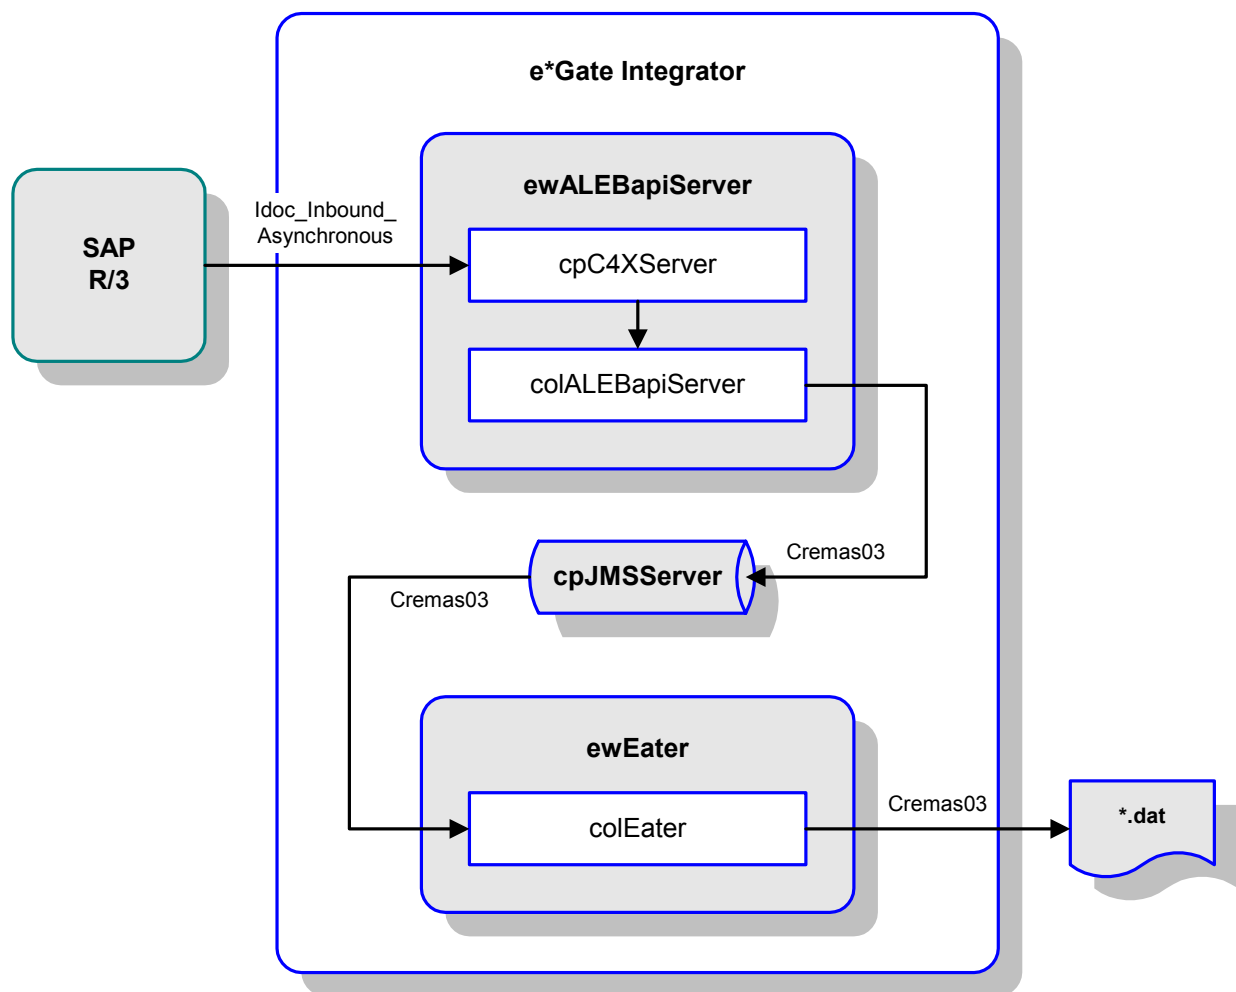 e*Gate Integrator
ewALEBapiServer
SAP
R/3
Idoc_Inbound_
Asynchronous
cpC4XServer
colALEBapiServer
cpJMSServer
Cremas03
Cremas03
ewEater
colEater
Cremas03
*.dat